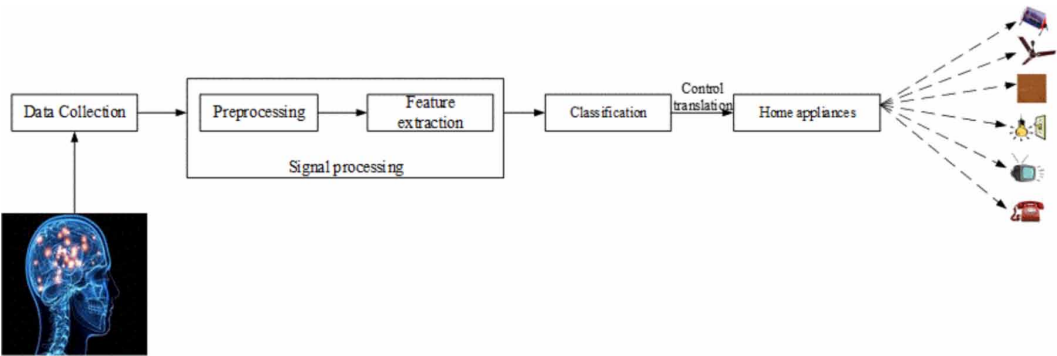 Data Collection
Preprocessing
Feature
extraction
Signal processing
Classification
Control
translation
Home appliances